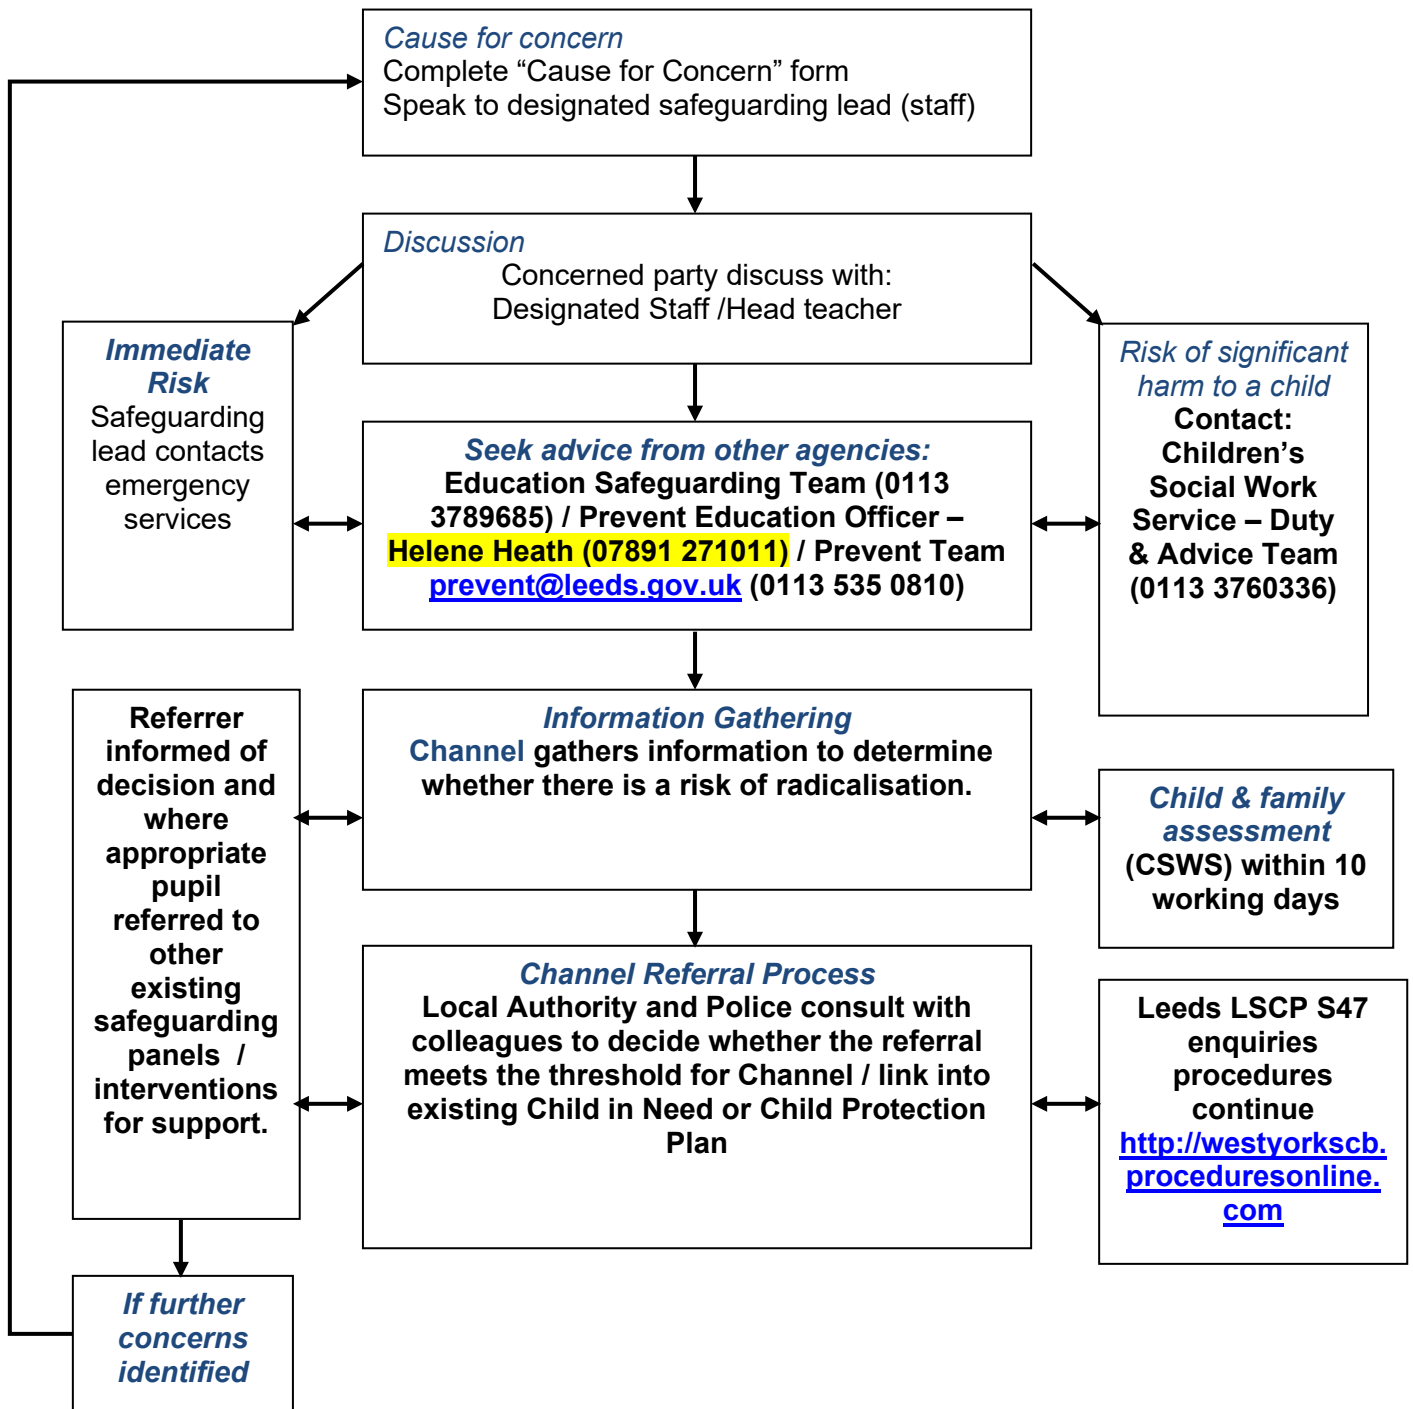 Cause for concern
Complete “Cause for Concern” form
Speak to designated safeguarding lead (staff)
Discussion
Concerned party discuss with:
Designated Staff /Head teacher
Immediate
Risk
Safeguarding
lead contacts
emergency
services
Risk of significant
harm to a child
Contact:
Children’s
Social Work
Service – Duty
& Advice Team
(0113 3760336)
Seek advice from other agencies:
Education Safeguarding Team (0113
3789685) / Prevent Education Officer –
Helene Heath (07891 271011) / Prevent Team
prevent@leeds.gov.uk (0113 535 0810)
Referrer
informed of
decision and
where
appropriate
pupil
referred to
other
existing
safeguarding
panels /
interventions
for support.
Information Gathering
Channel gathers information to determine
whether there is a risk of radicalisation.
Child & family
assessment
(CSWS) within 10
working days
Channel Referral Process
Local Authority and Police consult with
colleagues to decide whether the referral
meets the threshold for Channel / link into
existing Child in Need or Child Protection
Plan
Leeds LSCP S47
enquiries
procedures
continue
http://westyorkscb.
proceduresonline.
com
If further
concerns
identified